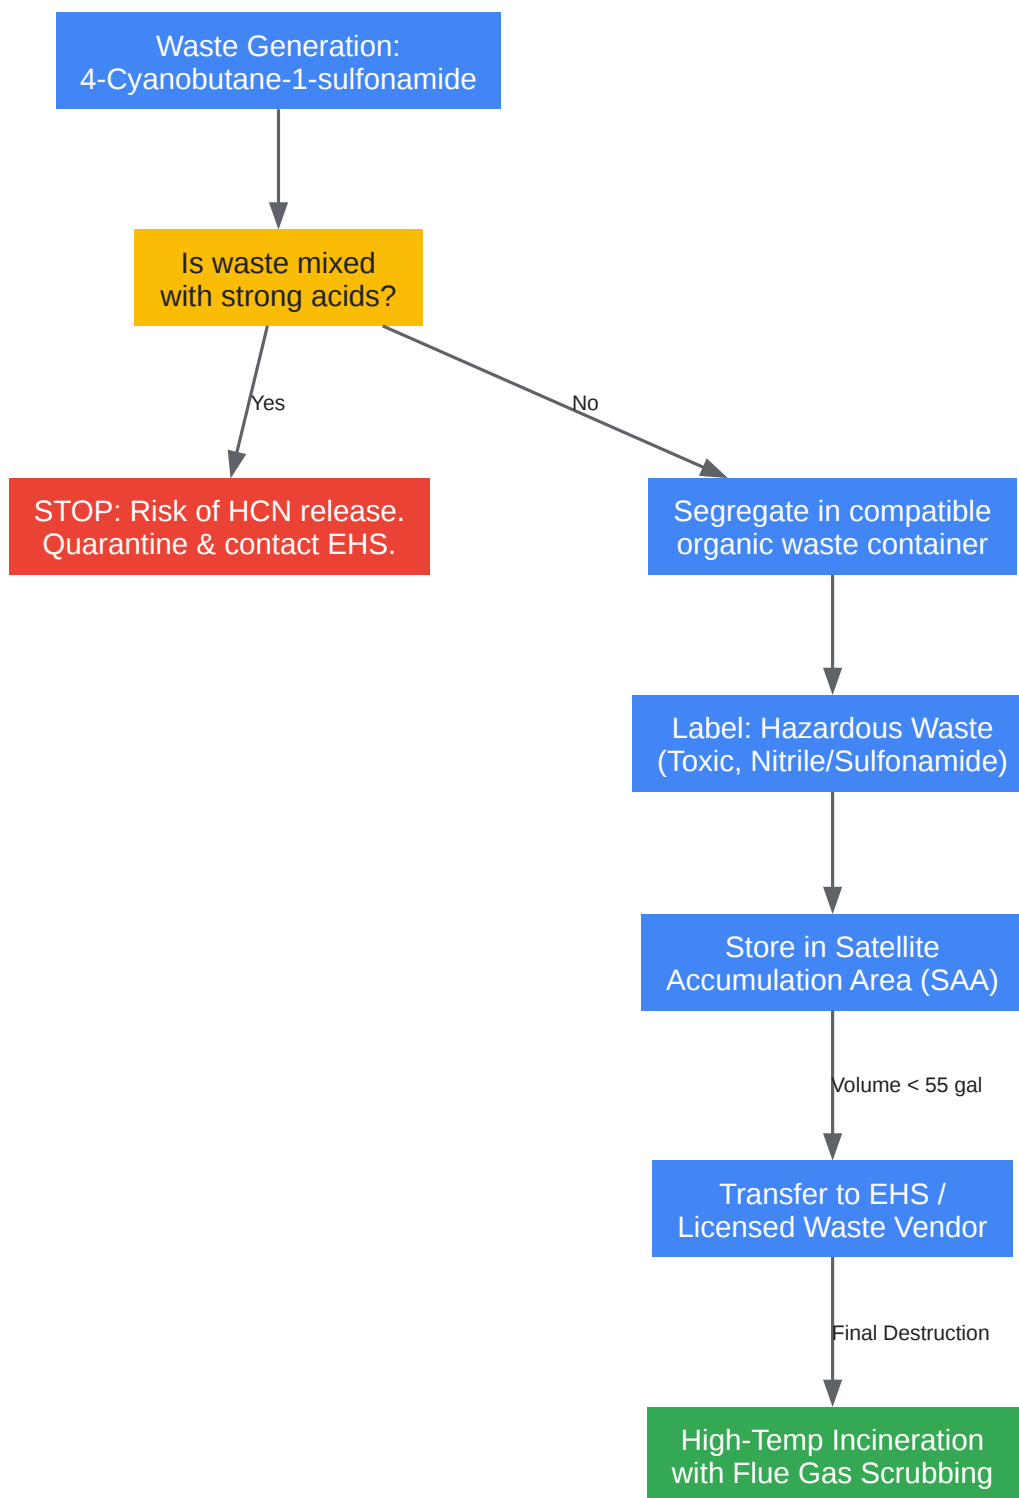 Waste Generation:
4-Cyanobutane-1-sulfonamide
Is waste mixed
with strong acids?
Yes
No
STOP: Risk of HCN release.
Quarantine & contact EHS.
Segregate in compatible
organic waste container
Label: Hazardous Waste
(Toxic, Nitrile/Sulfonamide)
Store in Satellite
Accumulation Area (SAA)
Volume < 55 gal
Transfer to EHS /
Licensed Waste Vendor
Final Destruction
High-Temp Incineration
with Flue Gas Scrubbing